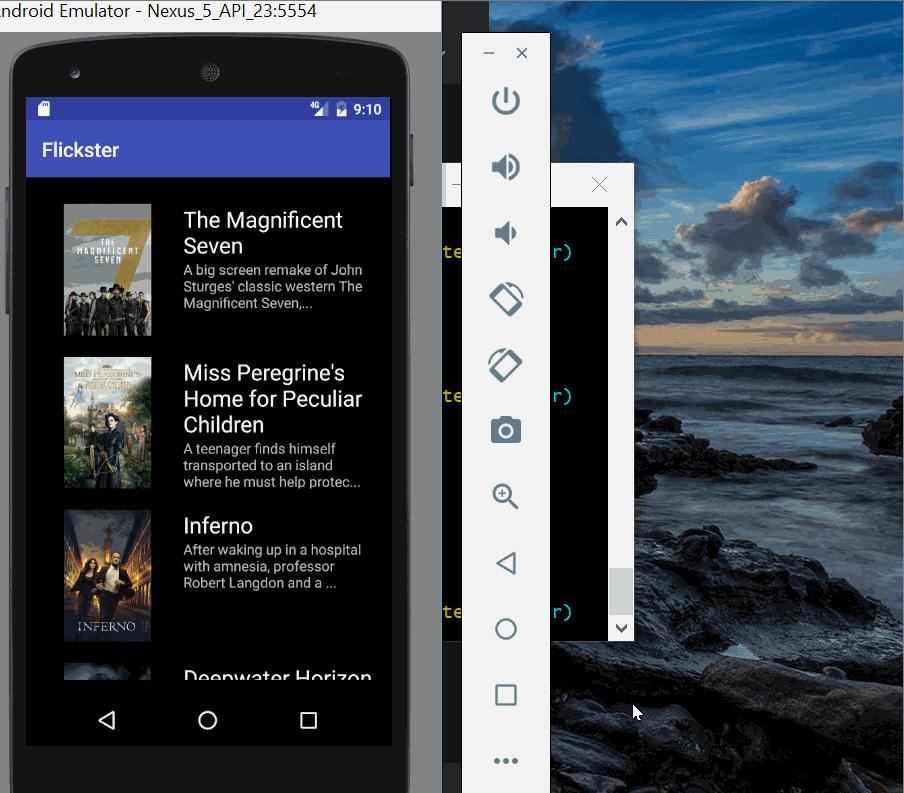 Android Emulator - Nexus_5_API_23:5554
4G 9:10
Flickster
THE
MAGNIFICENT
SEVEN
The Magnificent
Seven
A big screen remake of John
Sturges' classic western The
Magnificent Seven,...
MISS PEREGRINE'S
Miss Peregrine's
Home for Peculiar
Children
A teenager finds himself
transported to an island
where he must help protec...
INFERNO
Inferno
After waking up in a hospital
with amnesia, professor
Robert Langdon and a ...
Deepwater Horizon
te r)
te r)
te r)